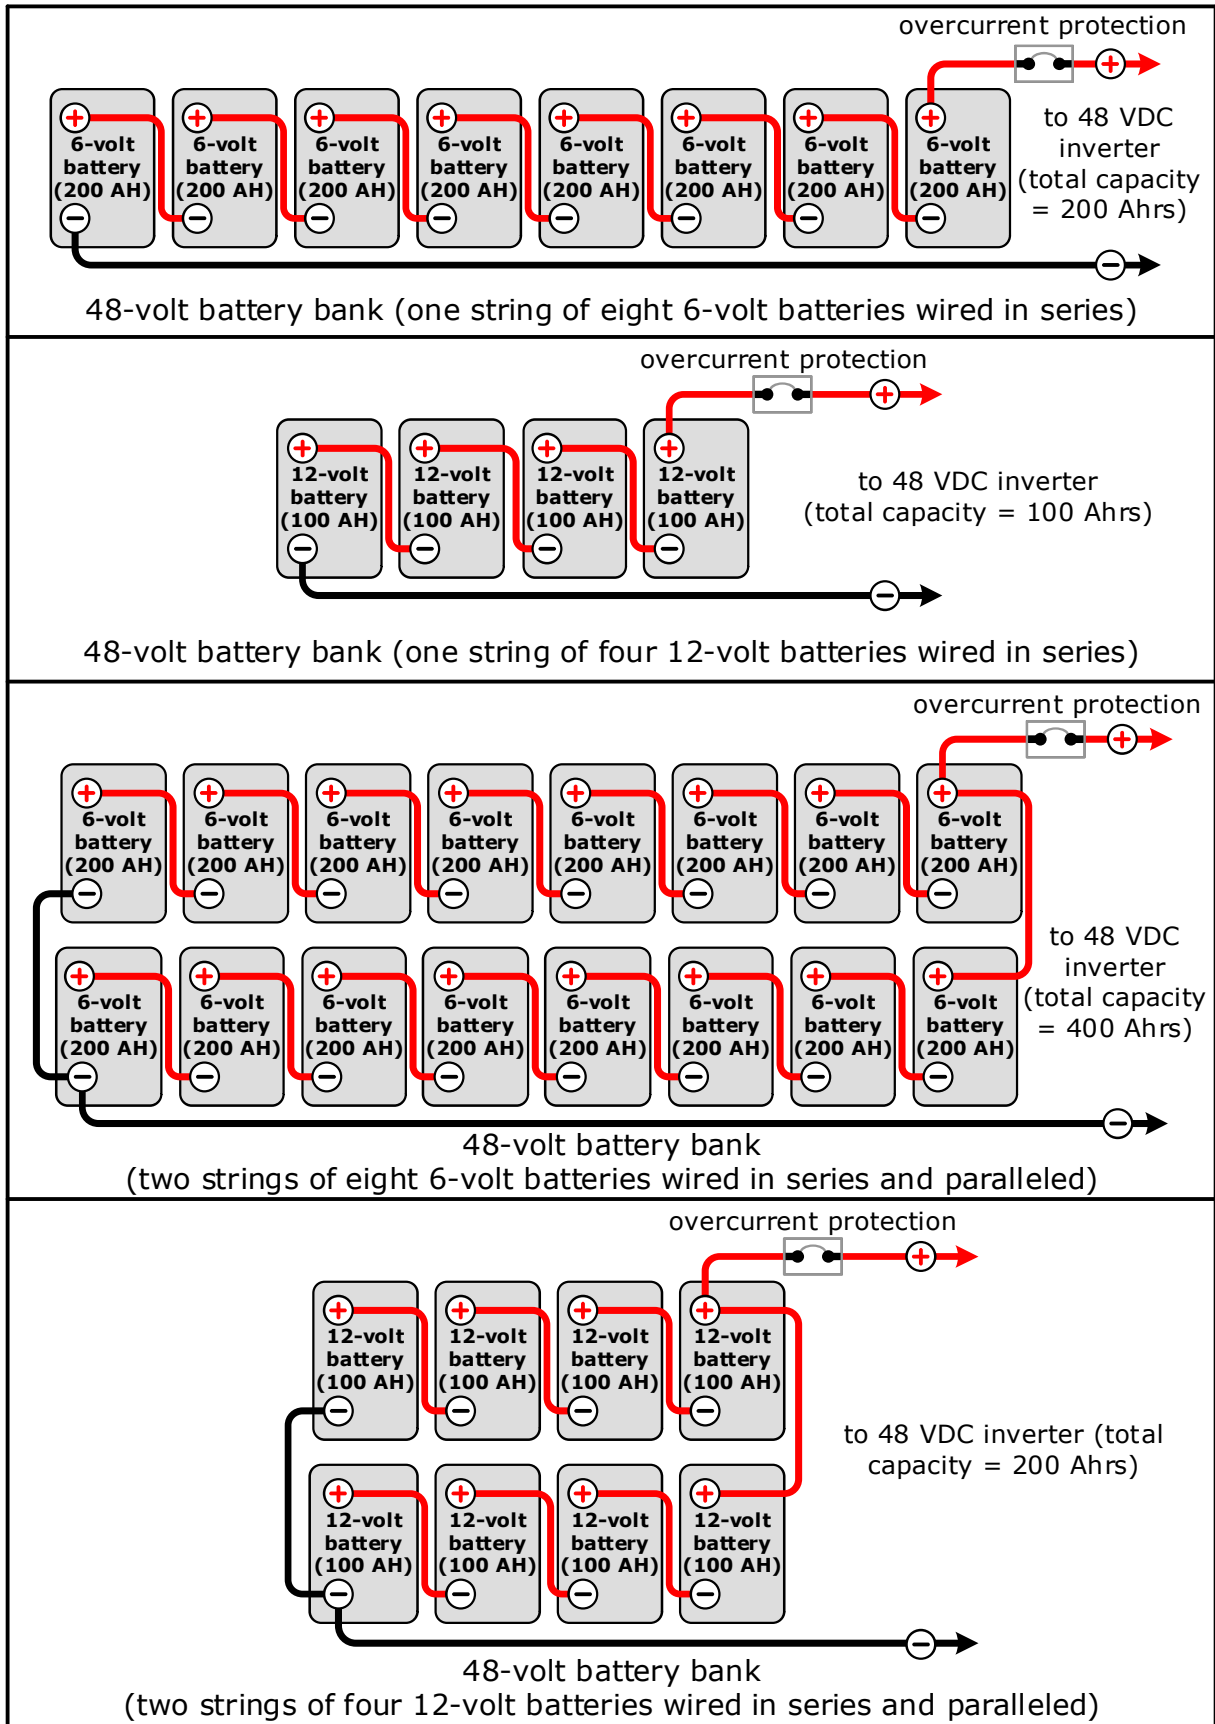 overcurrent protection
+
+ + + + + + + +
6-volt 6-volt 6-volt 6-volt 6-volt 6-volt 6-volt 6-volt
battery battery battery battery battery battery battery battery
(200 AH) (200 AH) (200 AH) (200 AH) (200 AH) (200 AH) (200 AH) (200 AH)
− − − − − − − −
to 48 VDC
inverter
(total capacity
= 200 Ahrs)
−
48-volt battery bank (one string of eight 6-volt batteries wired in series)
overcurrent protection
+
+ + + +
12-volt 12-volt 12-volt 12-volt
battery battery battery battery
(100 AH) (100 AH) (100 AH) (100 AH)
− − − −
to 48 VDC inverter
(total capacity = 100 Ahrs)
−
48-volt battery bank (one string of four 12-volt batteries wired in series)
overcurrent protection
+
+ + + + + + + +
6-volt 6-volt 6-volt 6-volt 6-volt 6-volt 6-volt 6-volt
battery battery battery battery battery battery battery battery
(200 AH) (200 AH) (200 AH) (200 AH) (200 AH) (200 AH) (200 AH) (200 AH)
− − − − − − − −
+ + + + + + + +
6-volt 6-volt 6-volt 6-volt 6-volt 6-volt 6-volt 6-volt
battery battery battery battery battery battery battery battery
(200 AH) (200 AH) (200 AH) (200 AH) (200 AH) (200 AH) (200 AH) (200 AH)
− − − − − − − −
to 48 VDC
inverter
(total capacity
= 400 Ahrs)
−
48-volt battery bank
(two strings of eight 6-volt batteries wired in series and paralleled)
overcurrent protection
+
+ + + +
12-volt 12-volt 12-volt 12-volt
battery battery battery battery
(100 AH) (100 AH) (100 AH) (100 AH)
− − − −
+ + + +
12-volt 12-volt 12-volt 12-volt
battery battery battery battery
(100 AH) (100 AH) (100 AH) (100 AH)
− − − −
to 48 VDC inverter (total
capacity = 200 Ahrs)
−
48-volt battery bank
(two strings of four 12-volt batteries wired in series and paralleled)